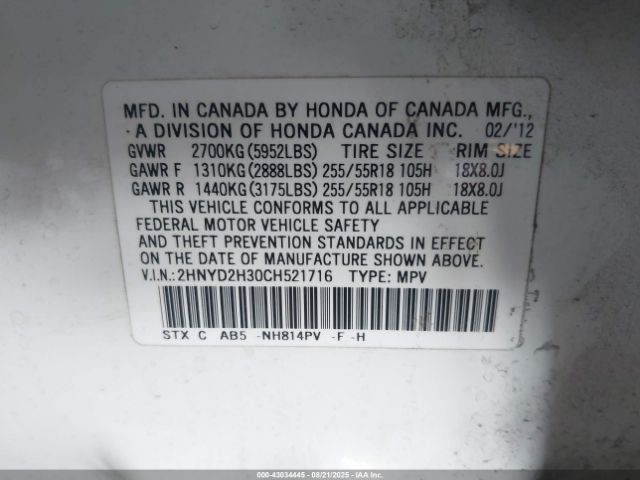 MFD. IN CANADA BY HONDA OF CANADA MFG.,
A DIVISION OF HONDA CANADA INC. 02/'12
GVWR 2700KG(5952LBS) TIRE SIZE RIM SIZE
GAWR F 1310KG(2888LBS) 255/55R18 105H 18X8.0J
GAWR R 1440KG(3175LBS) 255/55R18 105H 18X8.0J
THIS VEHICLE CONFORMS TO ALL APPLICABLE
FEDERAL MOTOR VEHICLE SAFETY
AND THEFT PREVENTION STANDARDS IN EFFECT
ON THE DATE OF MANUFACTURE SHOWN ABOVE.
V.I.N.:2HNYD2H30CH521716 TYPE: MPV
STX C AB5 -NH814PV -F -H
000-43034445 - 08/21/2025 - IAAI.COM